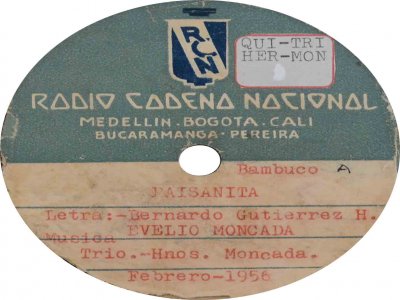 RCN
QUI-TRI
HER-MON
RADIO CADENA NACIONAL
MEDELLIN.BOGOTA.CALI
BUCARAMANGA-PEREIRA
Bambuco A
PAISANITA
Letra:-Bernardo Gutierrez H.
Musica EVELIO MONCADA
Trio.-Hnos. Moncada.
Febrero-1956